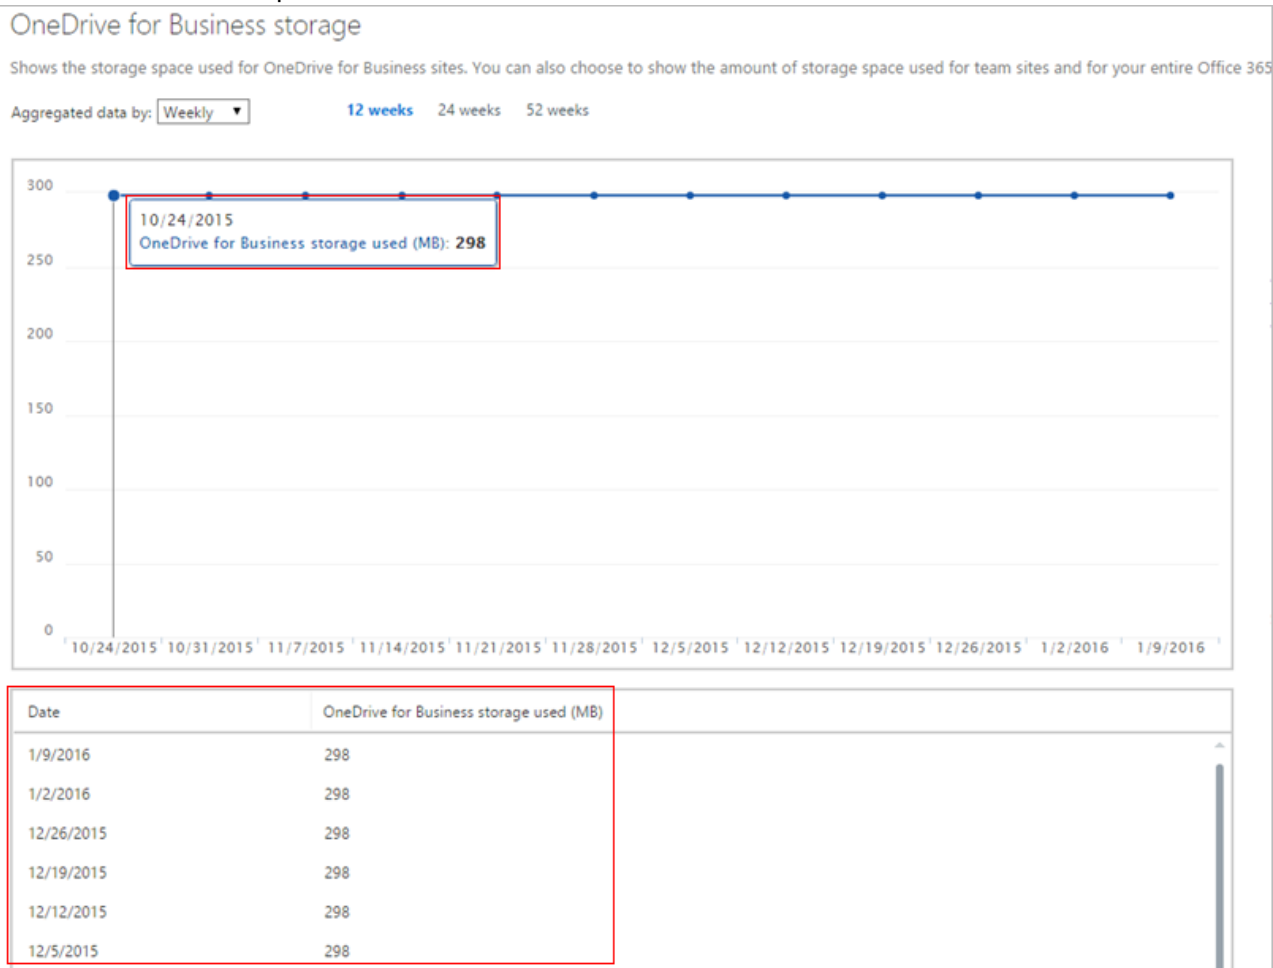 OneDrive for Business storage
Shows the storage space used for OneDrive for Business sites. You can also choose to show the amount of storage space used for team sites and for your entire Office 365
Aggregated data by: Weekly 12 weeks 24 weeks 52 weeks
300
10/24/2015
OneDrive for Business storage used (MB): 298
250
200
150
100
50
0
10/24/2015 10/31/2015 11/7/2015 11/14/2015 11/21/2015 11/28/2015 12/5/2015 12/12/2015 12/19/2015 12/26/2015 1/2/2016 1/9/2016
Date OneDrive for Business storage used (MB)
1/9/2016 298
1/2/2016 298
12/26/2015 298
12/19/2015 298
12/12/2015 298
12/5/2015 298